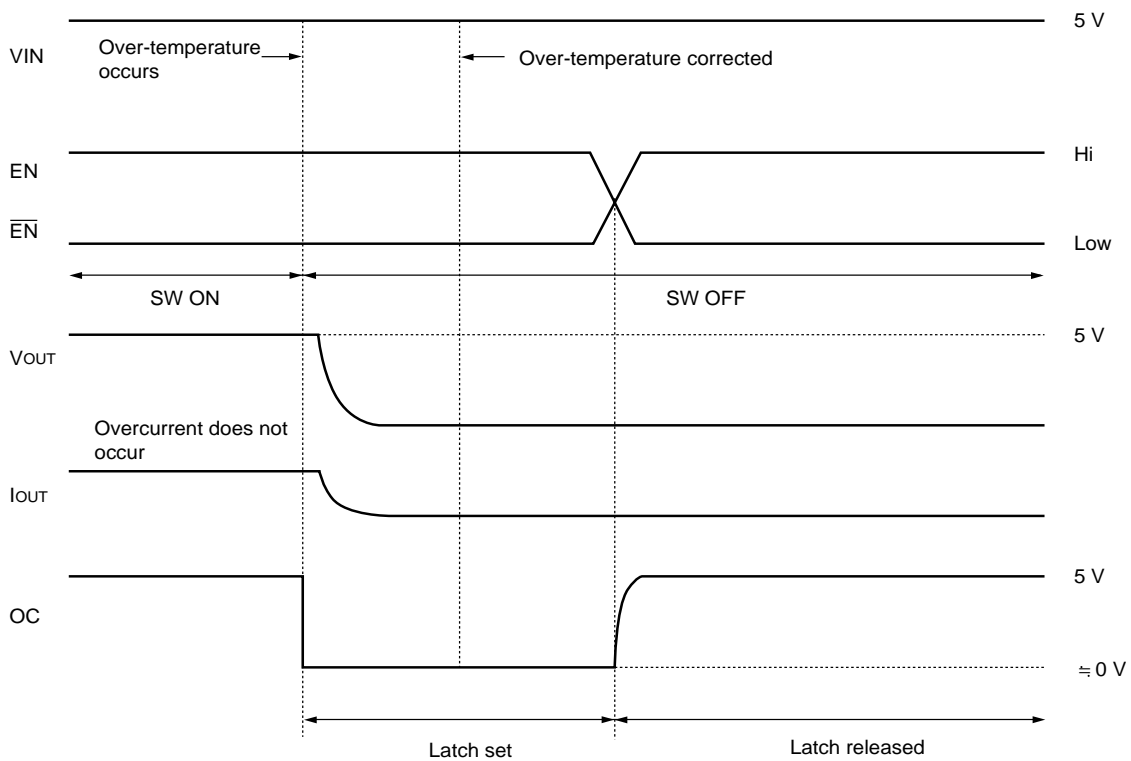 5 V
VIN
Over-temperature
occurs
Over-temperature corrected
EN
Hi
E̅N̅
Low
SW ON
SW OFF
5 V
VOUT
Overcurrent does not
occur
IOUT
5 V
OC
≒ 0 V
Latch set
Latch released